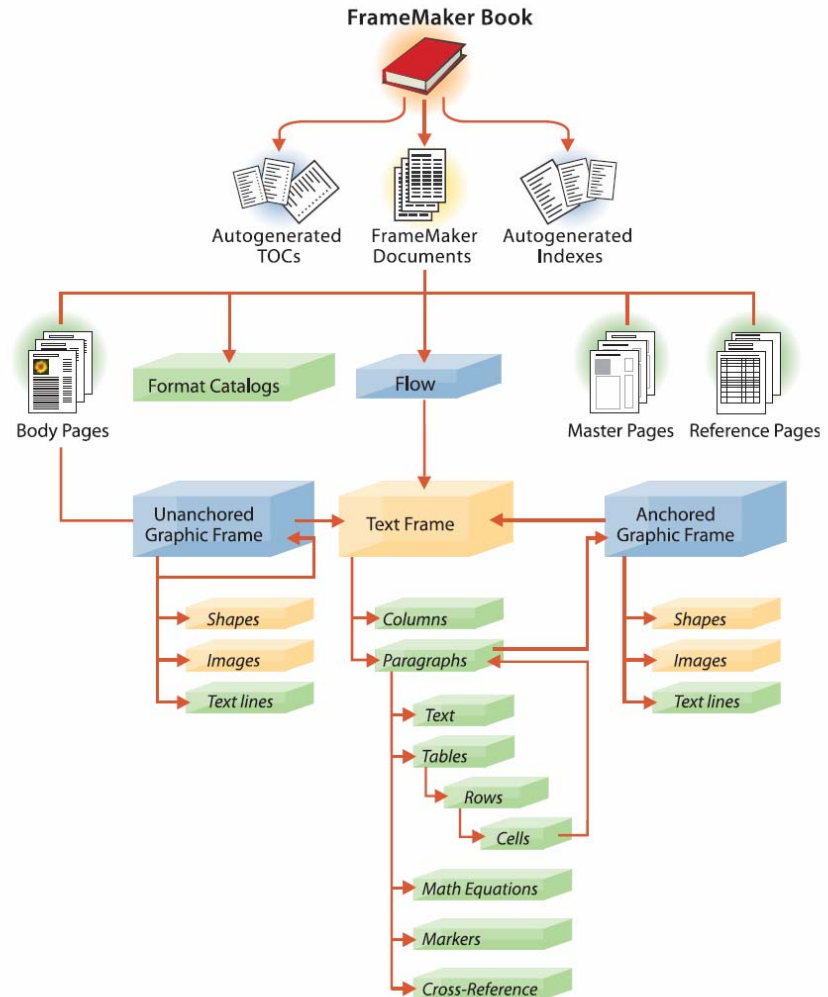 FrameMaker Book
Autogenerated
TOCs
FrameMaker
Documents
Autogenerated
Indexes
Body Pages
Format Catalogs
Flow
Master Pages
Reference Pages
Unanchored
Graphic Frame
Text Frame
Anchored
Graphic Frame
Shapes
Images
Text lines
Columns
Paragraphs
Text
Tables
Rows
Cells
Math Equations
Markers
Cross-Reference
Shapes
Images
Text lines